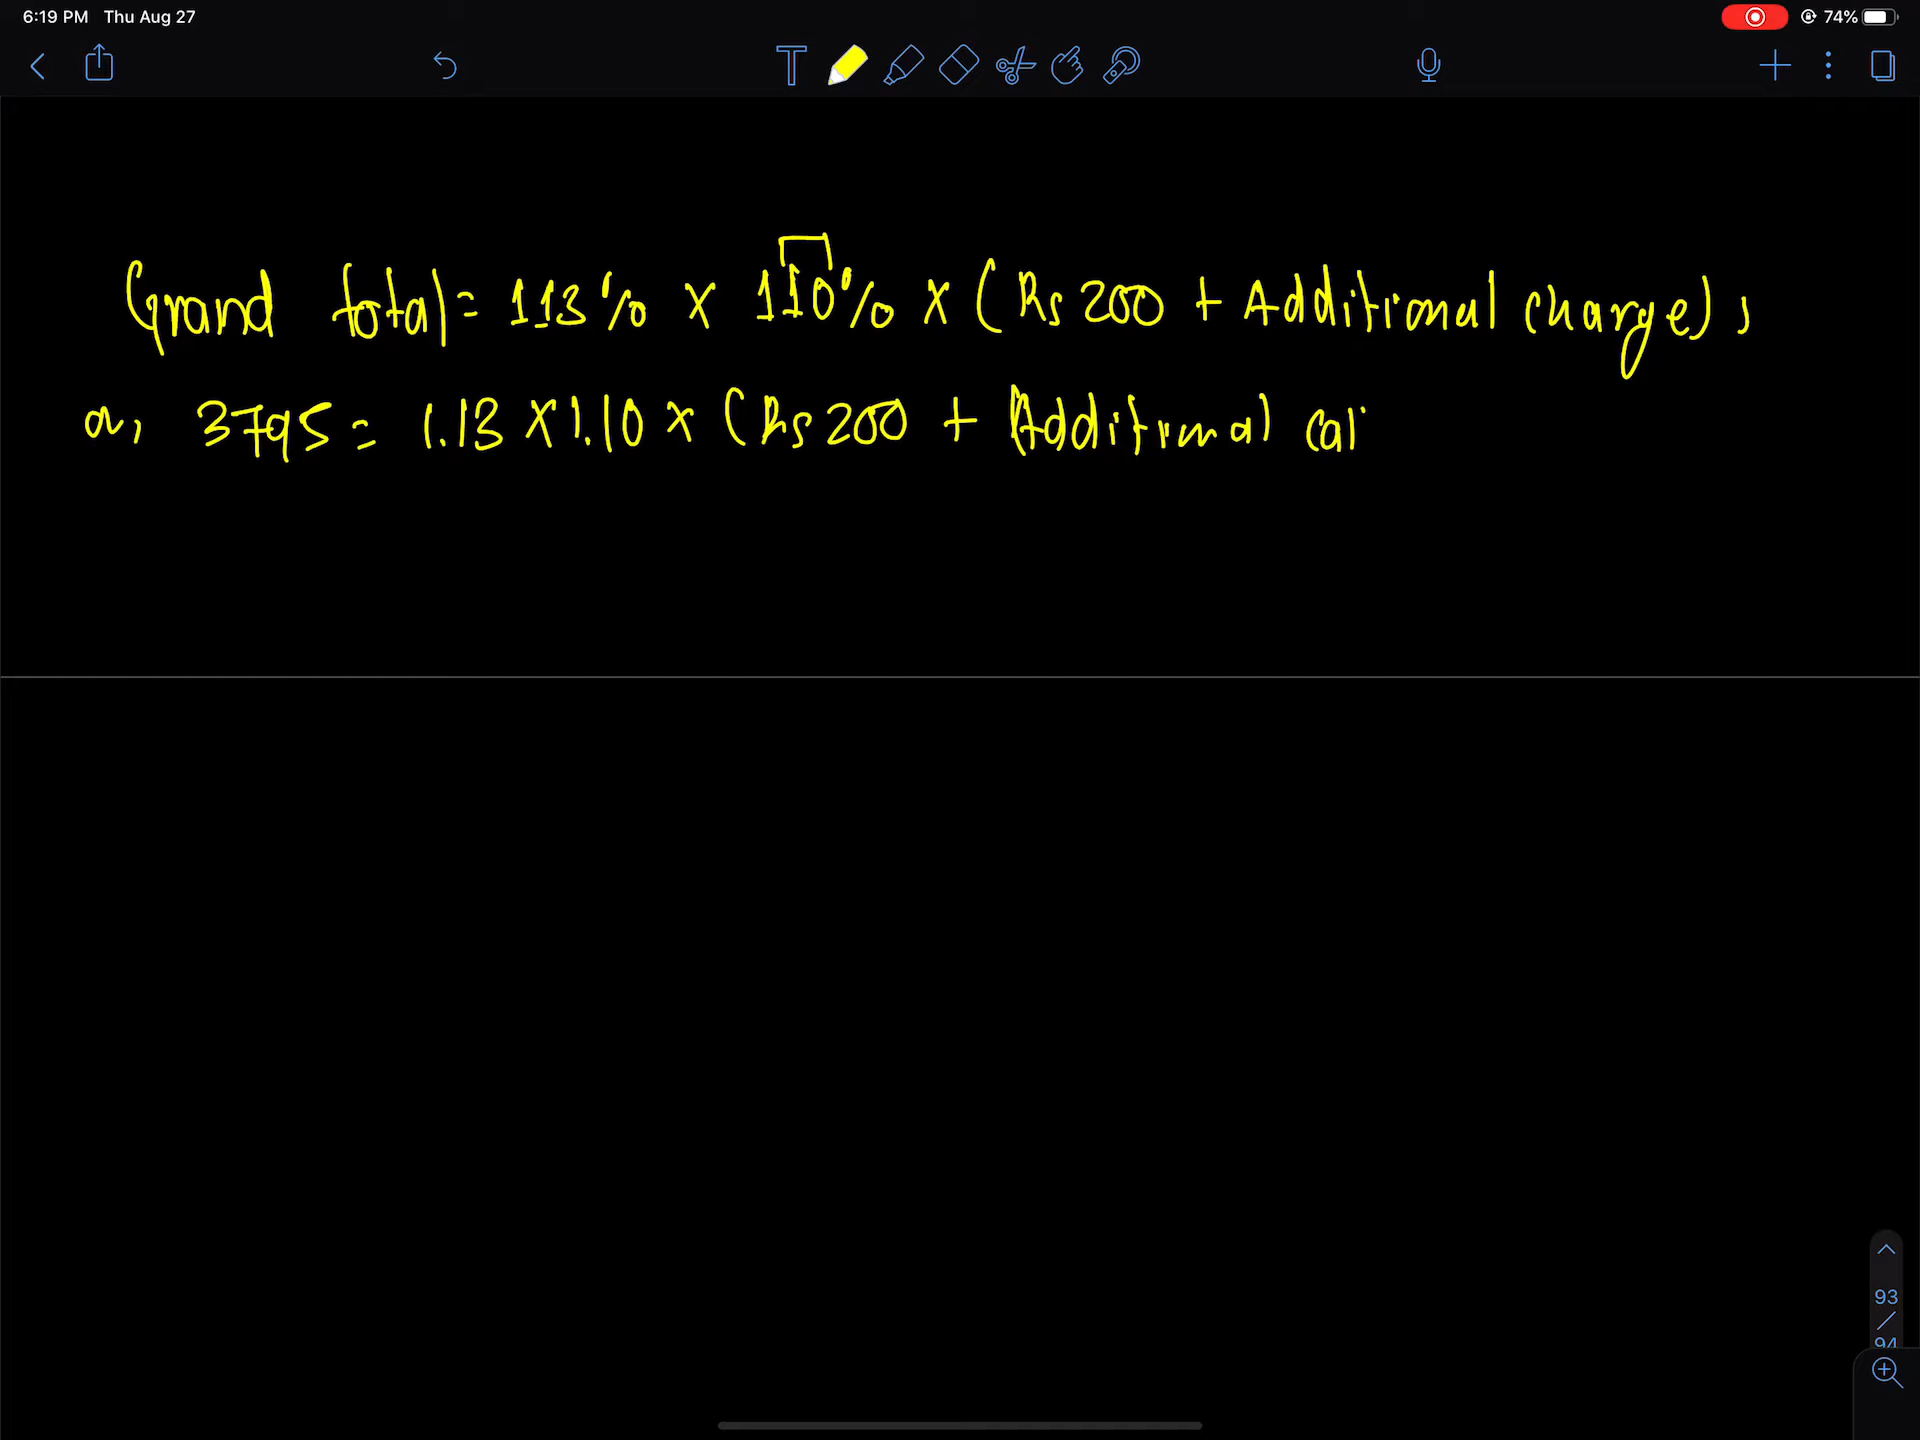 6:19 PM Thu Aug 27
74%
Grand total = 113% × 110% × (Rs 200 + Additional charge),
or, 3795 = 1.13 × 1.10 × (Rs 200 + Additional cal
93
/
94